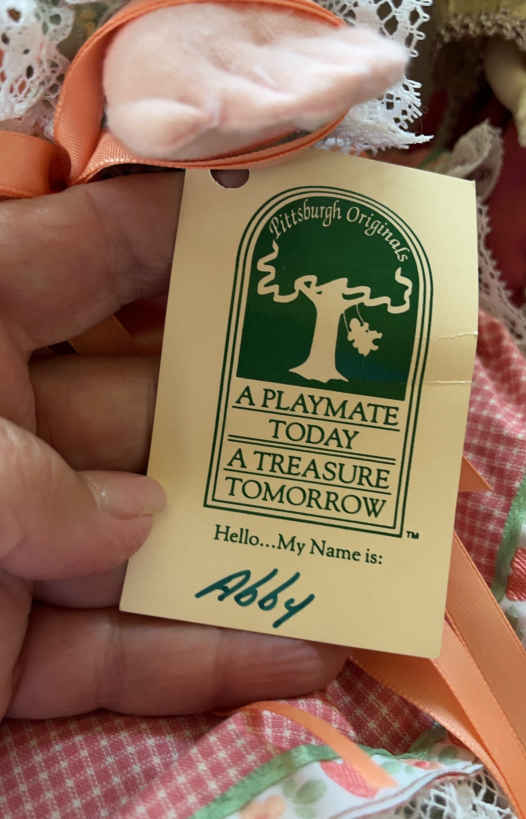 Pittsburgh Originals
A PLAYMATE
TODAY
A TREASURE
TOMORROW
™
Hello...My Name is:
Abby